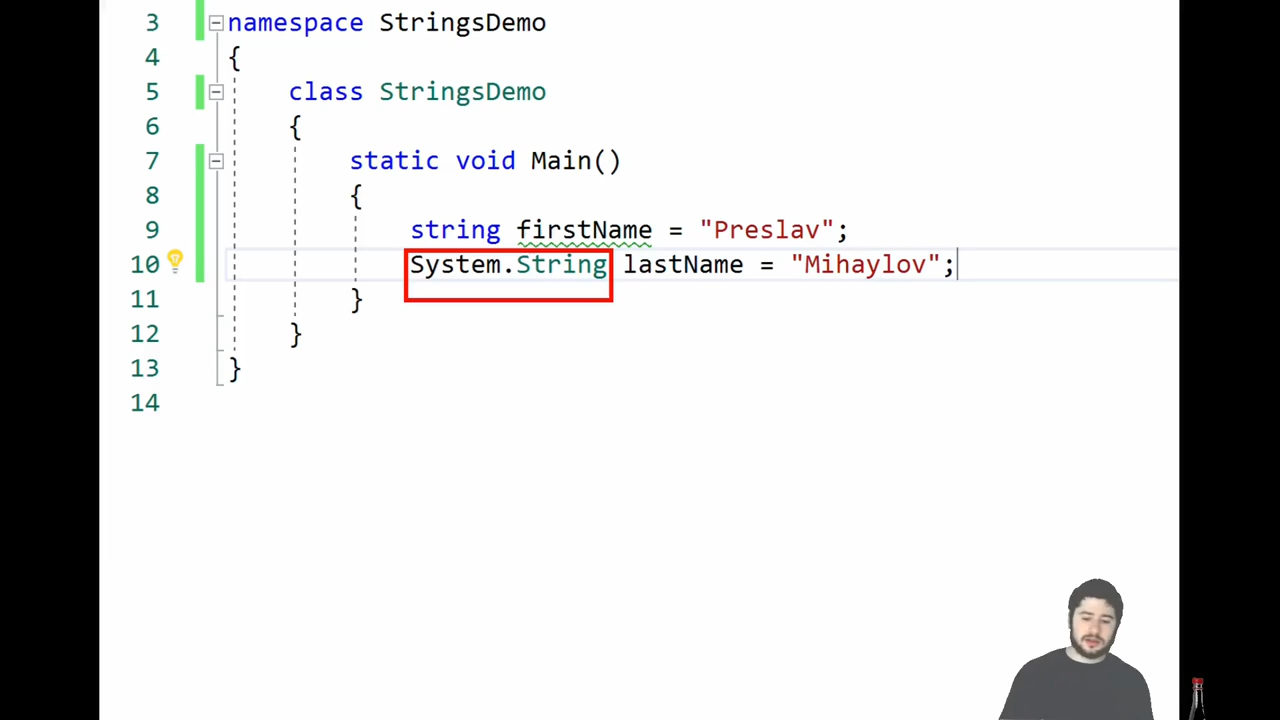 3 namespace StringsDemo
4 {
5 class StringsDemo
6 {
7 static void Main()
8 {
9 string firstName = "Preslav";
10 System.String lastName = "Mihaylov";
11 }
12 }
13 }
14